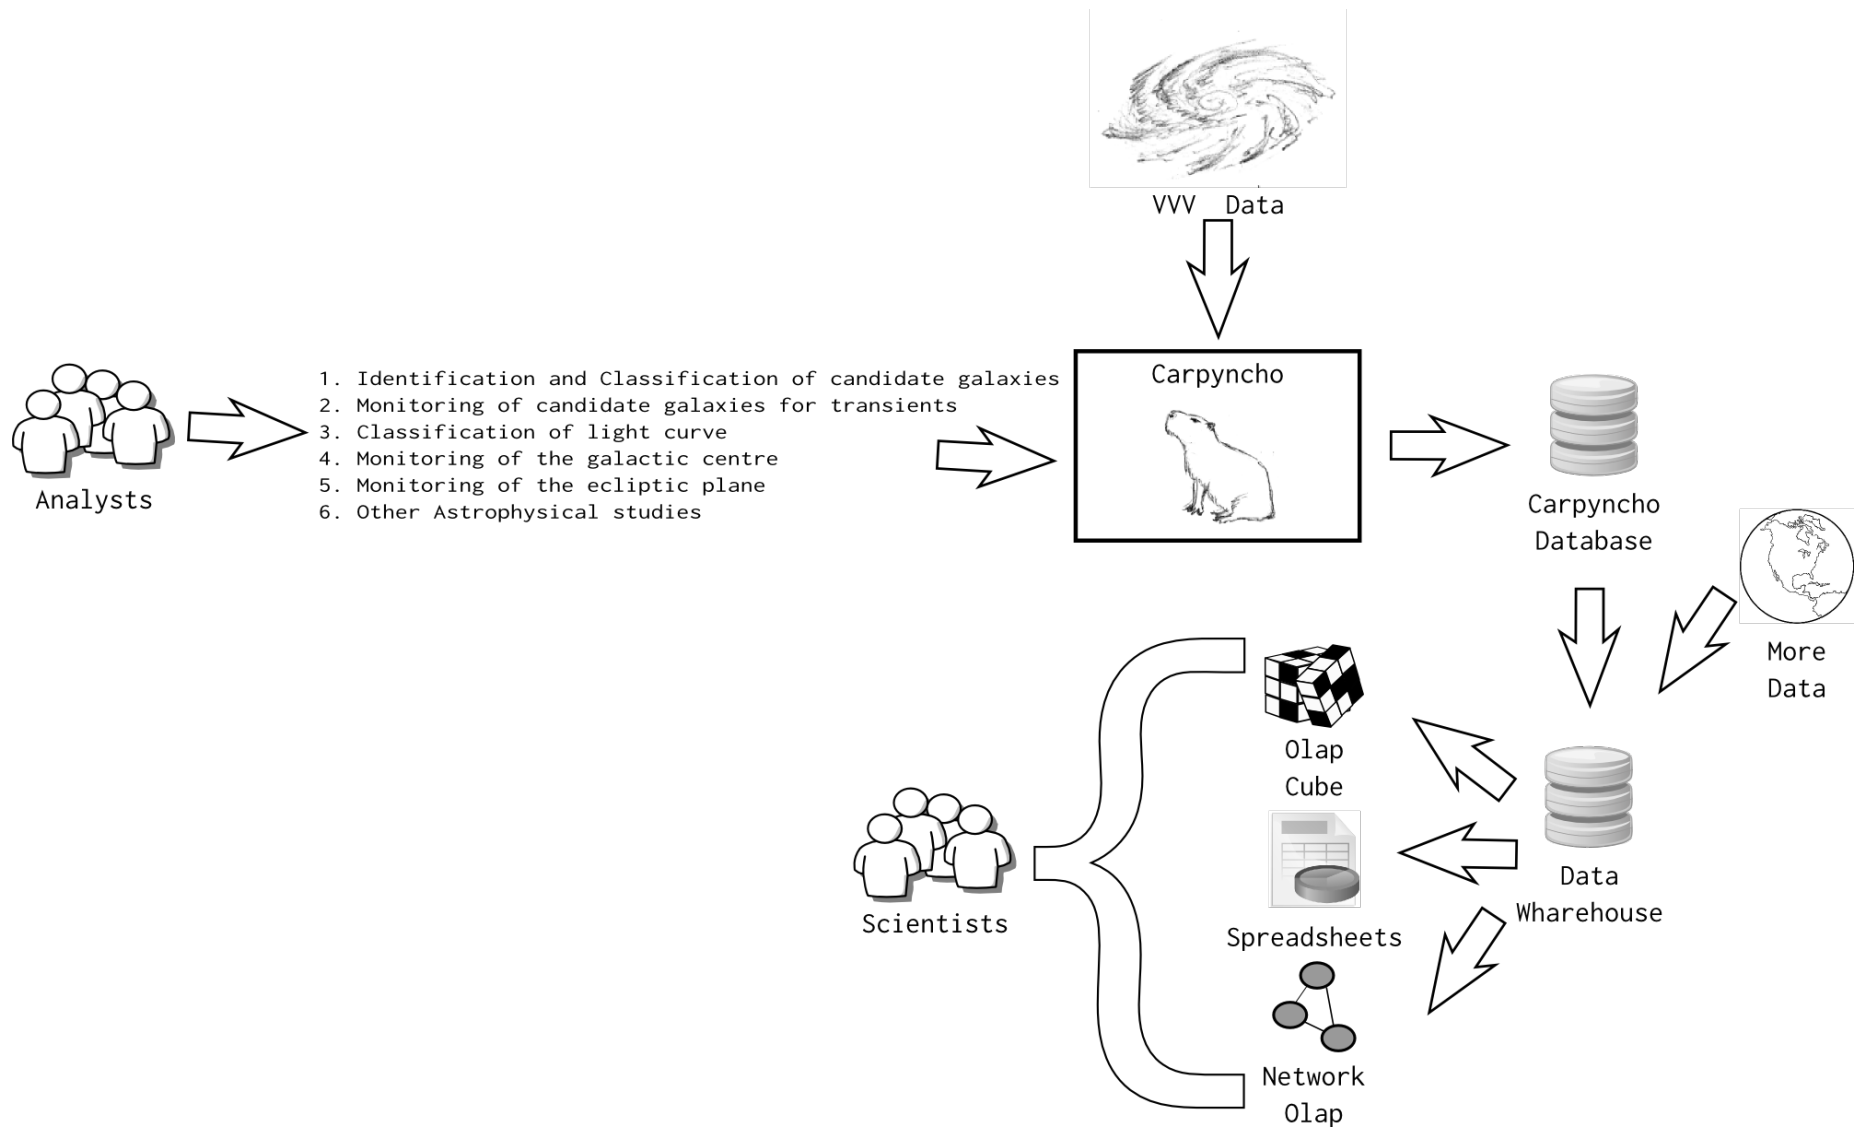 VVV Data
Carpyncho
1. Identification and Classification of candidate galaxies
2. Monitoring of candidate galaxies for transients
3. Classification of light curve
4. Monitoring of the galactic centre
5. Monitoring of the ecliptic plane
6. Other Astrophysical studies
Analysts
Carpyncho
Database
More
Data
Olap
Cube
Data
Wharehouse
Scientists
Spreadsheets
Network
Olap